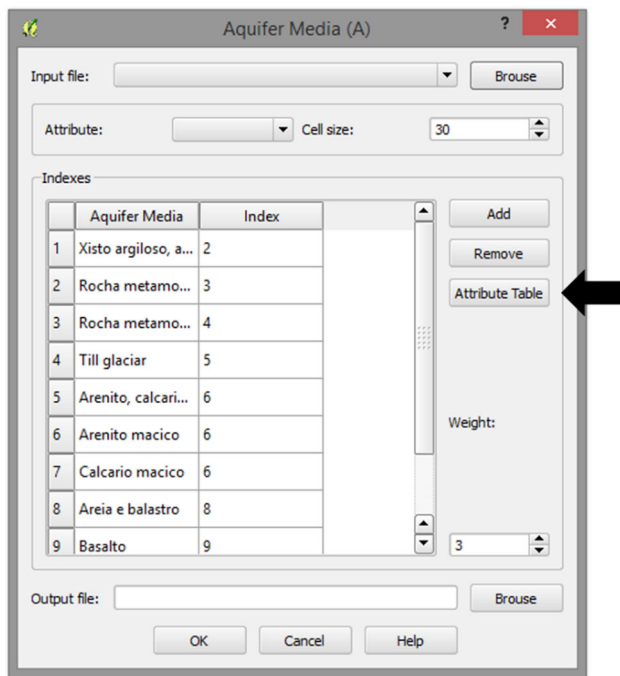 Aquifer Media (A)
?
Input file: Browse
Attribute: Cell size: 30
Indexes
Aquifer Media Index
1 Xisto argiloso, a... 2
2 Rocha metamo... 3
3 Rocha metamo... 4
4 Till glaciar 5
5 Arenito, calcari... 6
6 Arenito macico 6
7 Calcario macico 6
8 Areia e balastro 8
9 Basalto 9
Add
Remove
Attribute Table
Weight:
3
Output file: Browse
OK Cancel Help